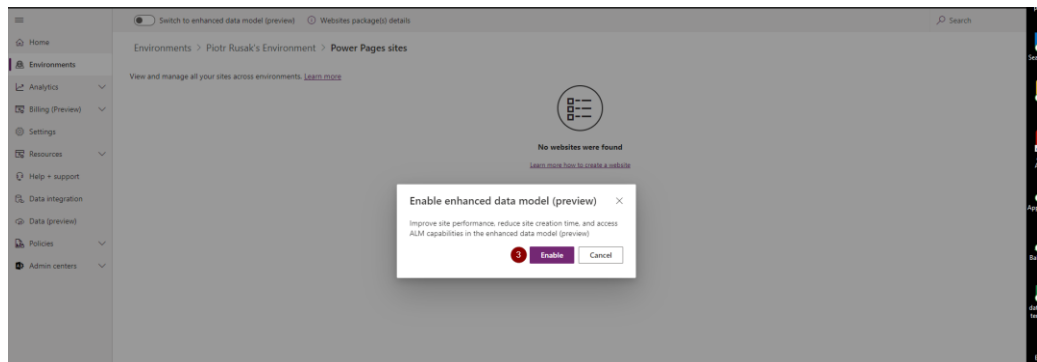 Switch to enhanced data model (preview)
Websites package(s) details
Search
Home
Environments
Analytics
Billing (Preview)
Settings
Resources
Help + support
Data integration
Data (preview)
Policies
Admin centers
Environments > Piotr Rusak's Environment > Power Pages sites
View and manage all your sites across environments. Learn more
No websites were found
Learn more how to create a website
Enable enhanced data model (preview)
Improve site performance, reduce site creation time, and access
ALM capabilities in the enhanced data model (preview)
3 Enable Cancel